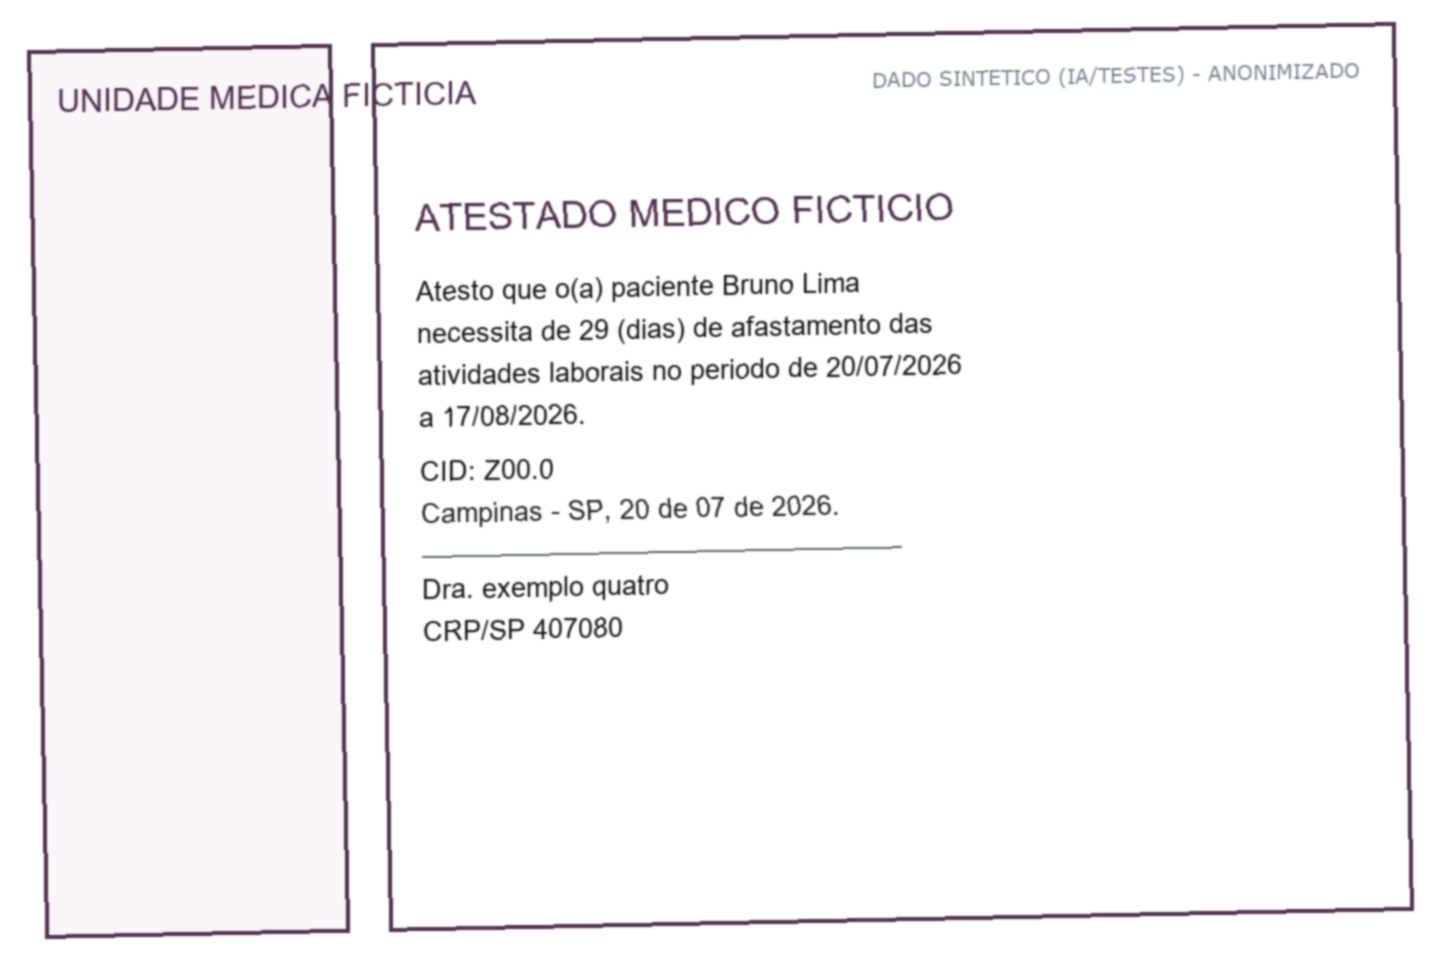 UNIDADE MEDICA FICTICIA
DADO SINTETICO (IA/TESTES) - ANONIMIZADO
ATESTADO MEDICO FICTICIO
Atesto que o(a) paciente Bruno Lima
necessita de 29 (dias) de afastamento das
atividades laborais no periodo de 20/07/2026
a 17/08/2026.
CID: Z00.0
Campinas - SP, 20 de 07 de 2026.
Dra. exemplo quatro
CRP/SP 407080